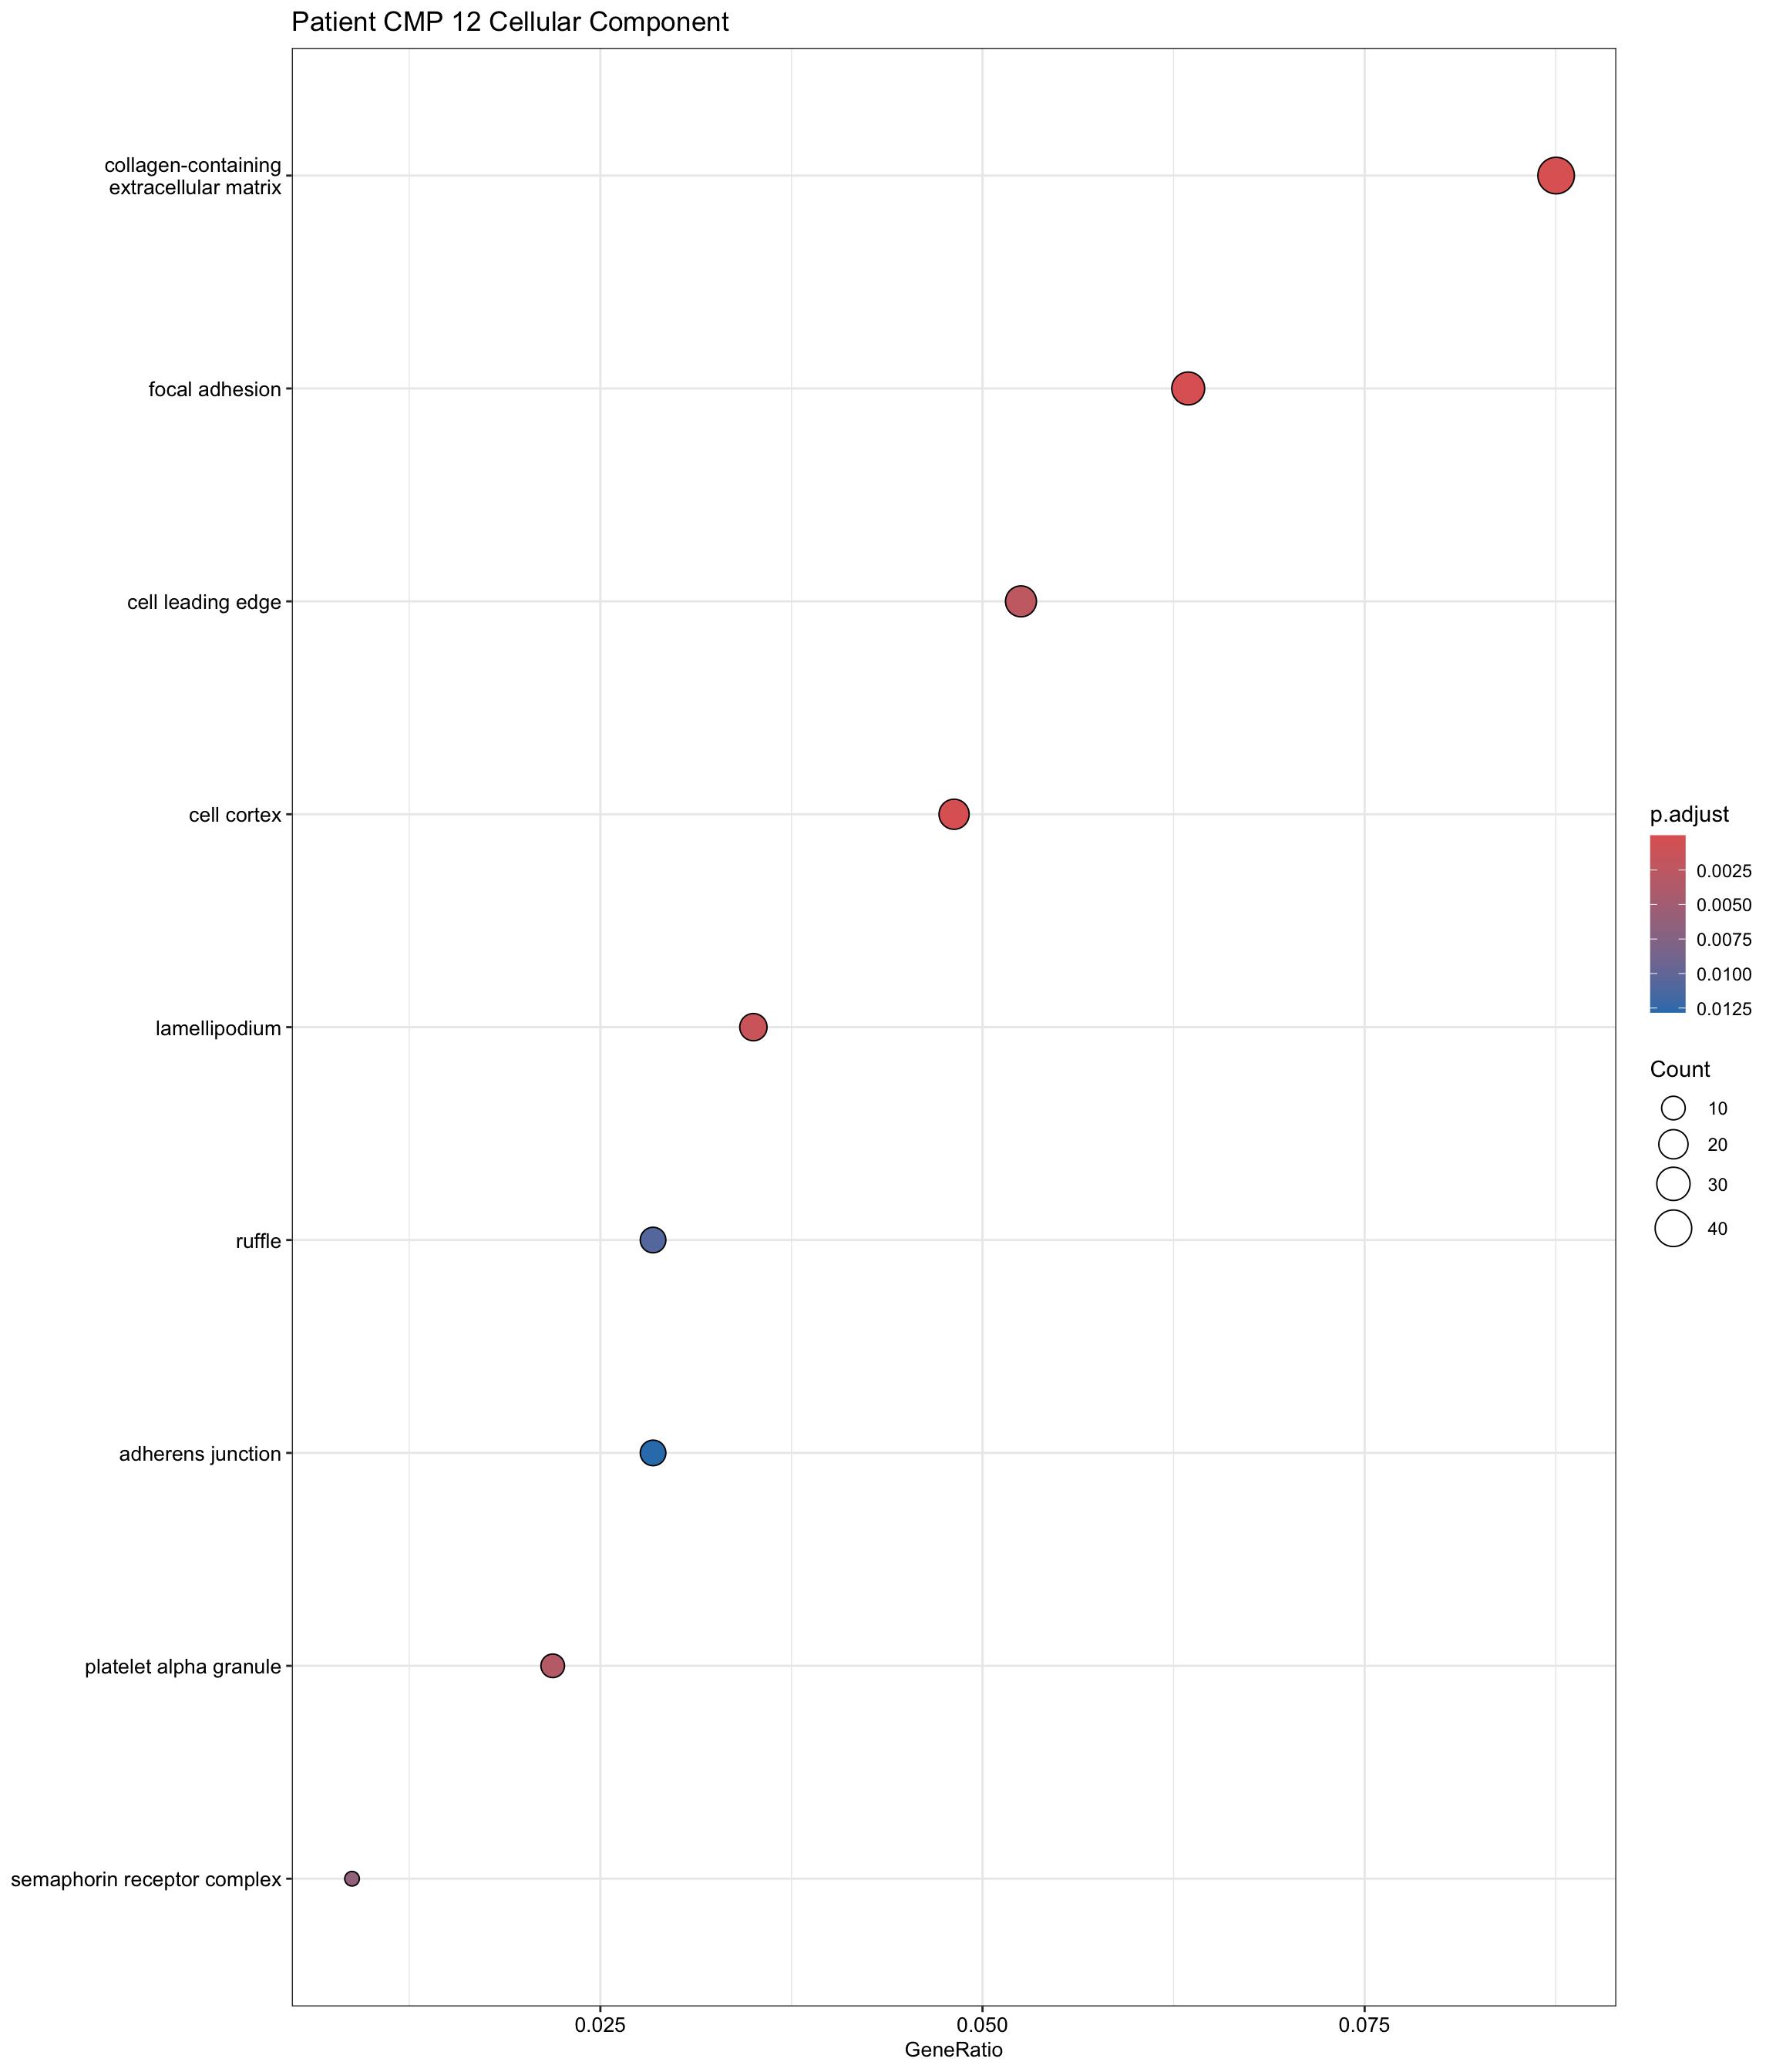 Patient CMP 12 Cellular Component
collagen-containing
extracellular matrix
focal adhesion
cell leading edge
cell cortex
lamellipodium
ruffle
adherens junction
platelet alpha granule
semaphorin receptor complex
0.025
0.050
0.075
GeneRatio
p.adjust
0.0025
0.0050
0.0075
0.0100
0.0125
Count
10
20
30
40